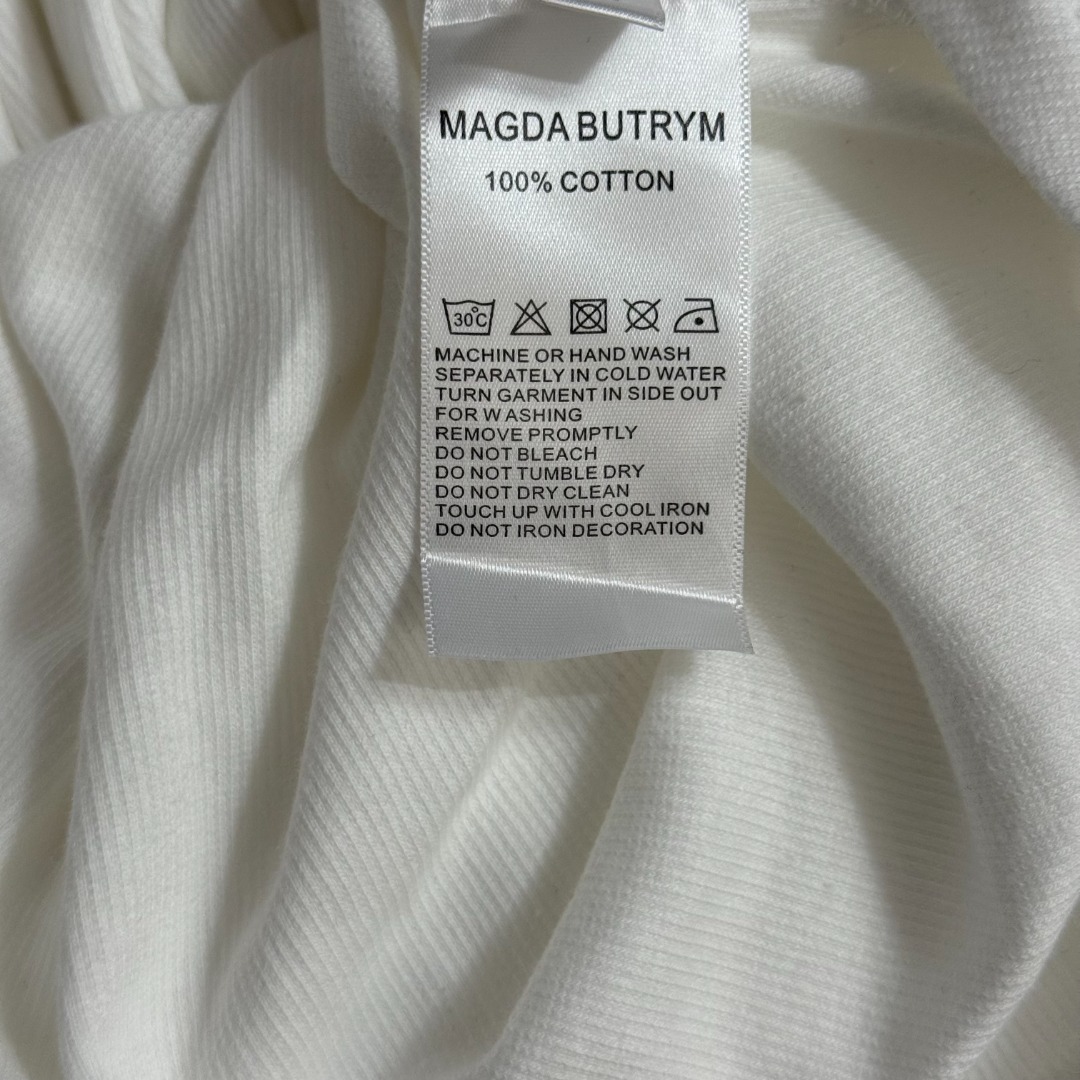 MAGDA BUTRYM
100% COTTON
30°C
MACHINE OR HAND WASH
SEPARATELY IN COLD WATER
TURN GARMENT IN SIDE OUT
FOR W ASHING
REMOVE PROMPTLY
DO NOT BLEACH
DO NOT TUMBLE DRY
DO NOT DRY CLEAN
TOUCH UP WITH COOL IRON
DO NOT IRON DECORATION